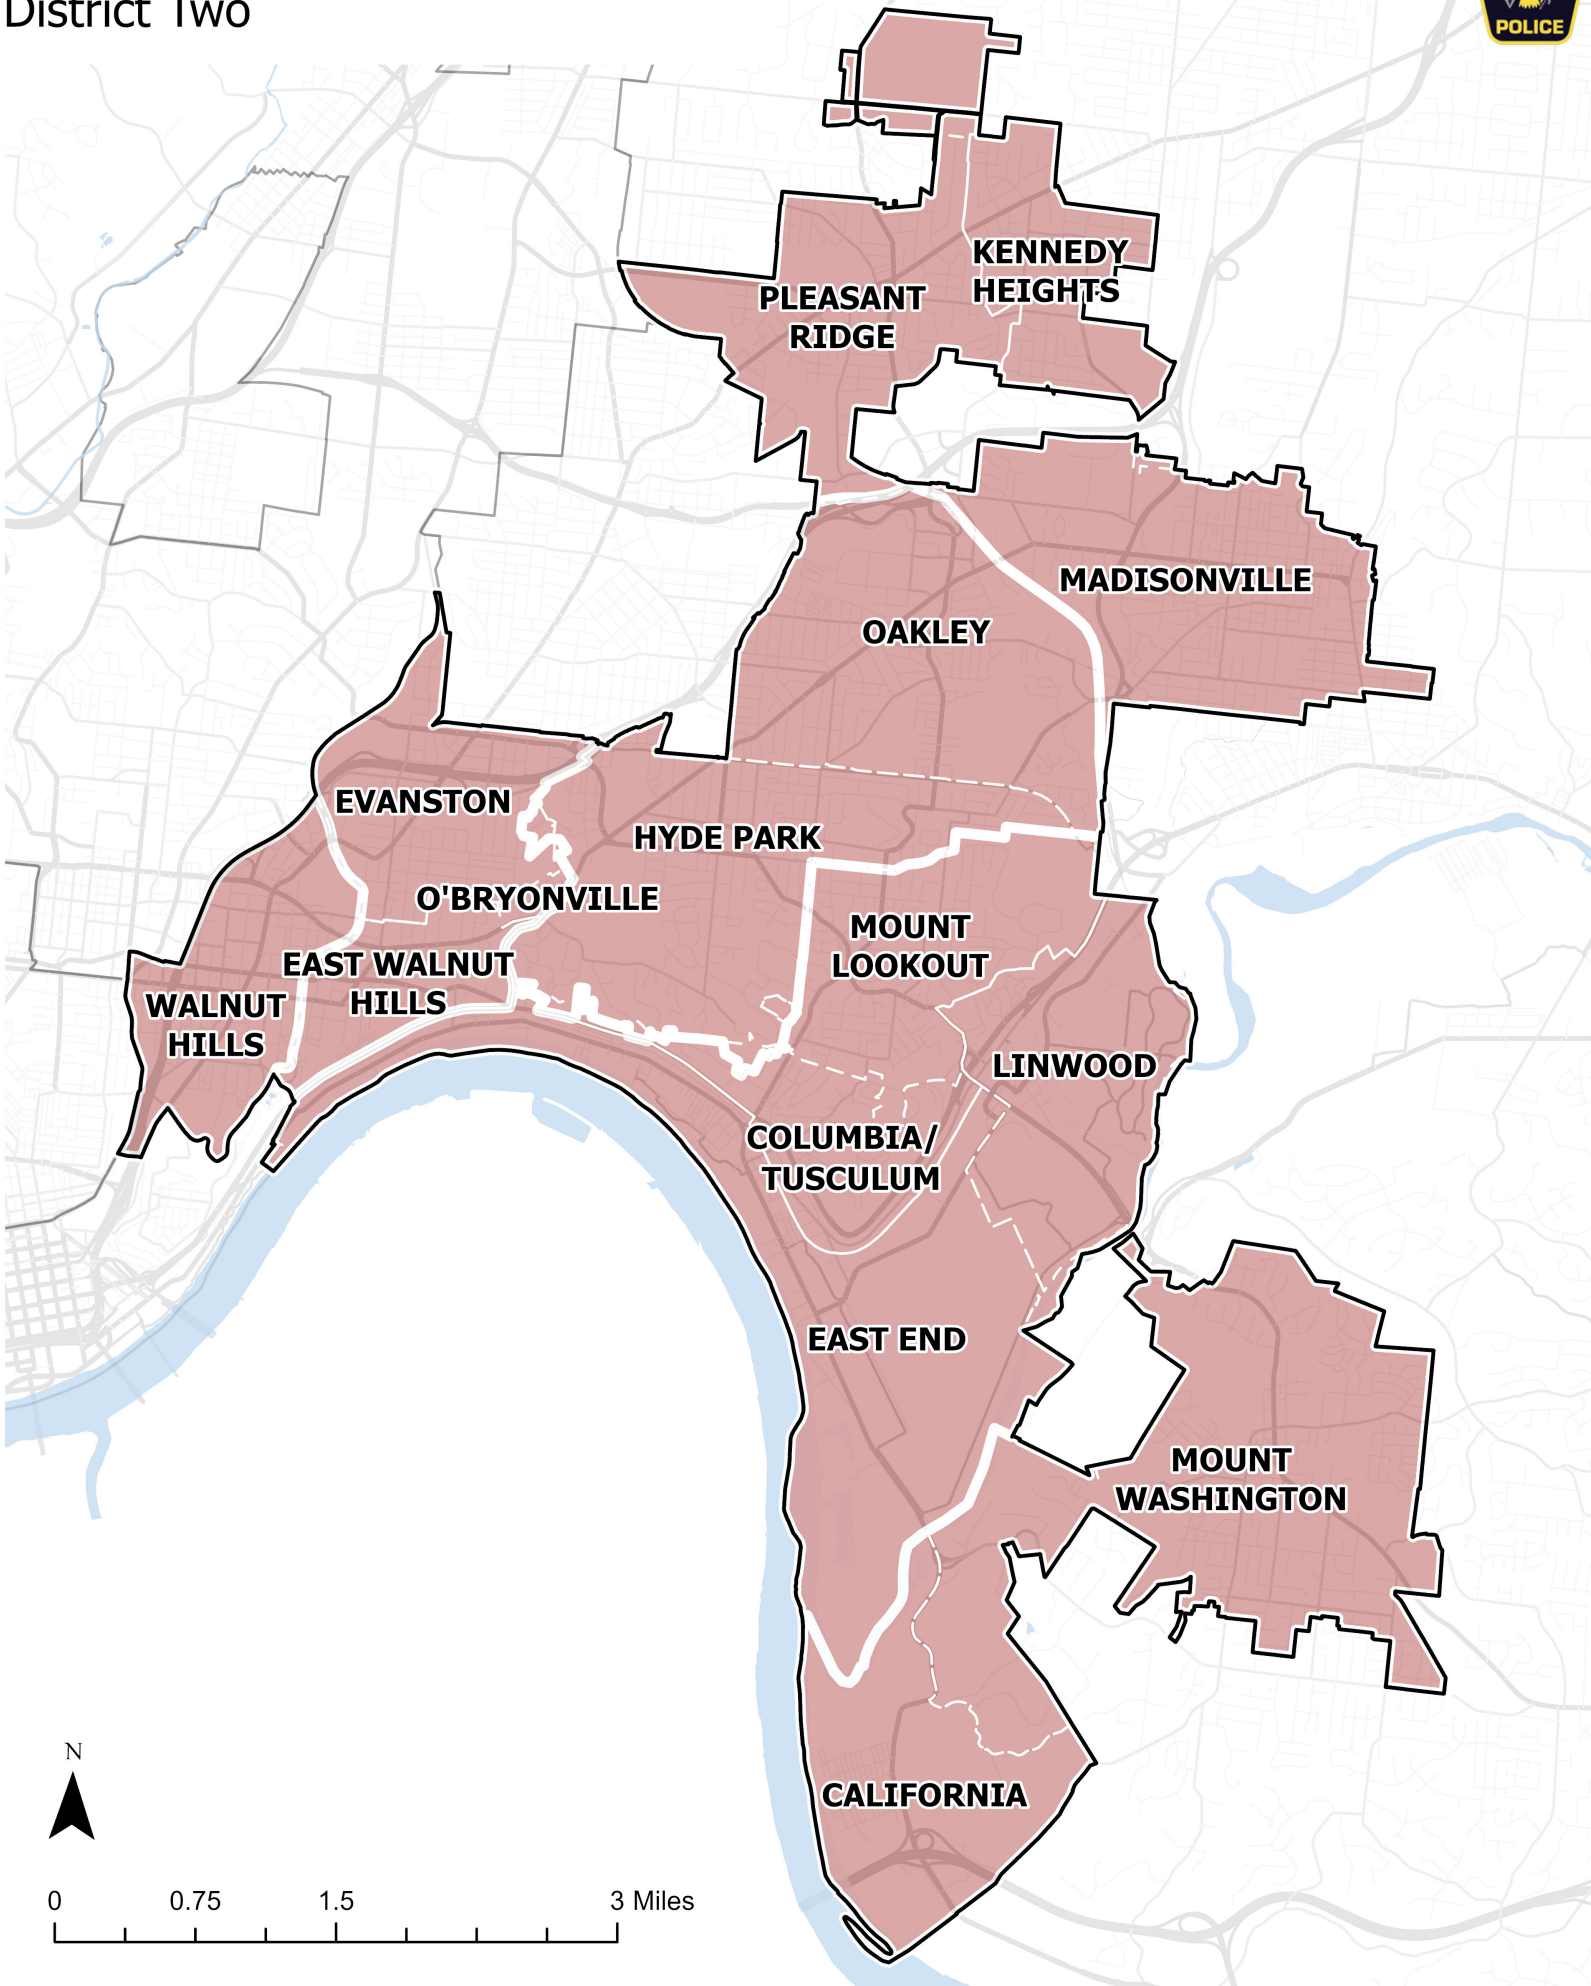 District Two
POLICE
KENNEDY
HEIGHTS
PLEASANT
RIDGE
MADISONVILLE
OAKLEY
EVANSTON
HYDE PARK
O'BRYONVILLE
MOUNT
LOOKOUT
EAST WALNUT
HILLS
WALNUT
HILLS
LINWOOD
COLUMBIA/
TUSCULUM
EAST END
MOUNT
WASHINGTON
CALIFORNIA
N
0 0.75 1.5 3 Miles